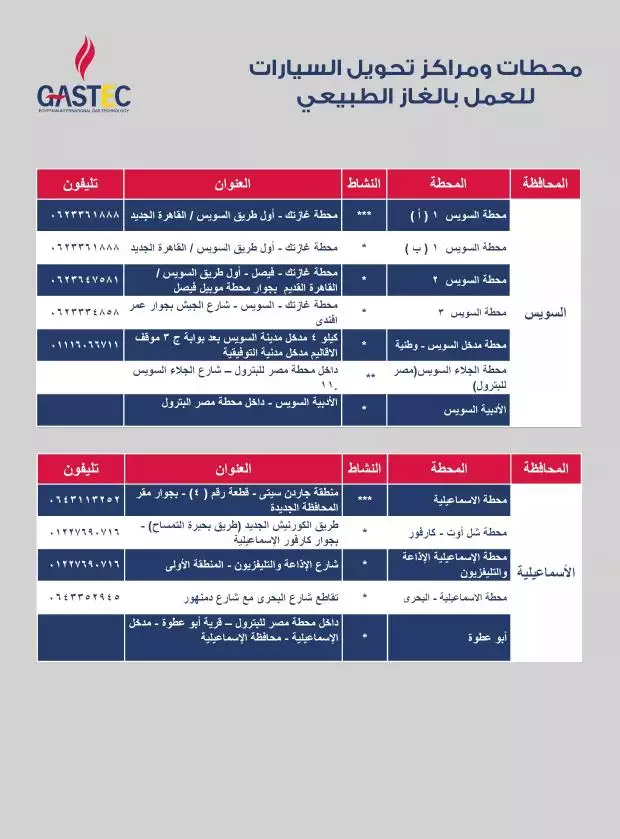 GASTEC
EGYPTIAN INTERNATIONAL GAS TECHNOLOGY
محطات ومراكز تحويل السيارات
للعمل بالغاز الطبيعي
المحافظة المحطة النشاط العنوان تليفون
السويس
محطة السويس ١ ( أ ) *** محطة غازتك - أول طريق السويس / القاهرة الجديد ٠٦٢٣٣٦١٨٨٨
محطة السويس ١ ( ب ) * محطة غازتك - أول طريق السويس / القاهرة الجديد ٠٦٢٣٣٦١٨٨٨
محطة السويس ٢ * محطة غازتك - فيصل - أول طريق السويس /
القاهرة القديم بجوار محطة موبيل فيصل ٠٦٢٣٦٤٧٥٨١
محطة السويس ٣ * محطة غازتك - السويس - شارع الجيش بجوار عمر
افندى ٠٦٢٣٣٣٤٨٥٨
محطة مدخل السويس - وطنية * كيلو ٤ مدخل مدينة السويس بعد بوابة ج ٣ موقف
الاقاليم مدخل مدنية التوفيقية ٠١١١٦٠٦٦٧١١
محطة الجلاء السويس(مصر
للبترول) ** داخل محطة مصر للبترول – شارع الجلاء السويس
.١١
الأدبية السويس * الأدبية السويس - داخل محطة مصر البترول
المحافظة المحطة النشاط العنوان تليفون
الأسماعيلية
محطة الاسماعيلية *** منطقة جاردن سيتى - قطعة رقم ( ٤ ) - بجوار مقر
المحافظة الجديدة ٠٦٤٣١١٣٢٥٢
محطة شل أوت - كارفور * طريق الكورنيش الجديد (طريق بحيرة التمساح) -
بجوار كارفور الإسماعيلية ٠١٢٢٧٦٩٠٧١٦
محطة الإسماعيلية الإذاعة
والتليفزيون * شارع الإذاعة والتليفزيون - المنطقة الأولى ٠١٢٢٧٦٩٠٧١٦
محطة الاسماعيلية - البحرى * تقاطع شارع البحرى مع شارع دمنهور ٠٦٤٣٣٥٢٩٤٥
أبو عطوة * داخل محطة مصر للبترول – قرية أبو عطوة - مدخل
الإسماعيلية - محافظة الإسماعيلية